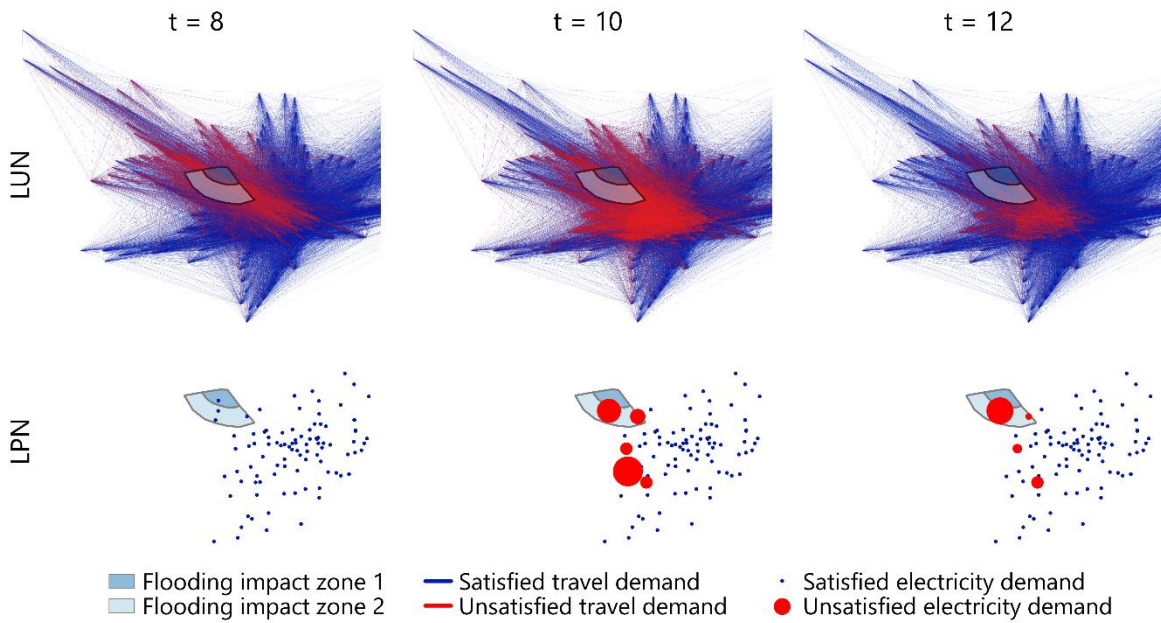 t = 8
t = 10
t = 12
LUN
LPN
Flooding impact zone 1
Satisfied travel demand
Satisfied electricity demand
Flooding impact zone 2
Unsatisfied travel demand
Unsatisfied electricity demand